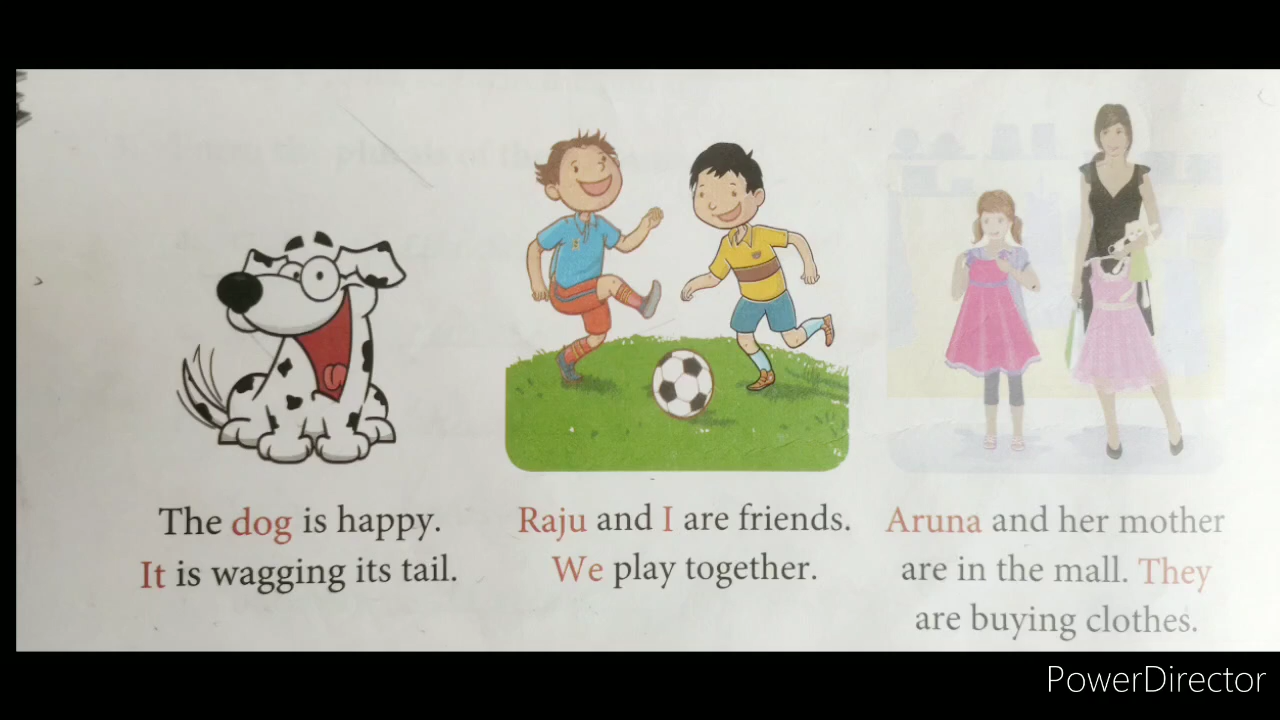 The dog is happy.
It is wagging its tail.
Raju and I are friends.
We play together.
Aruna and her mother
are in the mall. They
are buying clothes.
PowerDirector